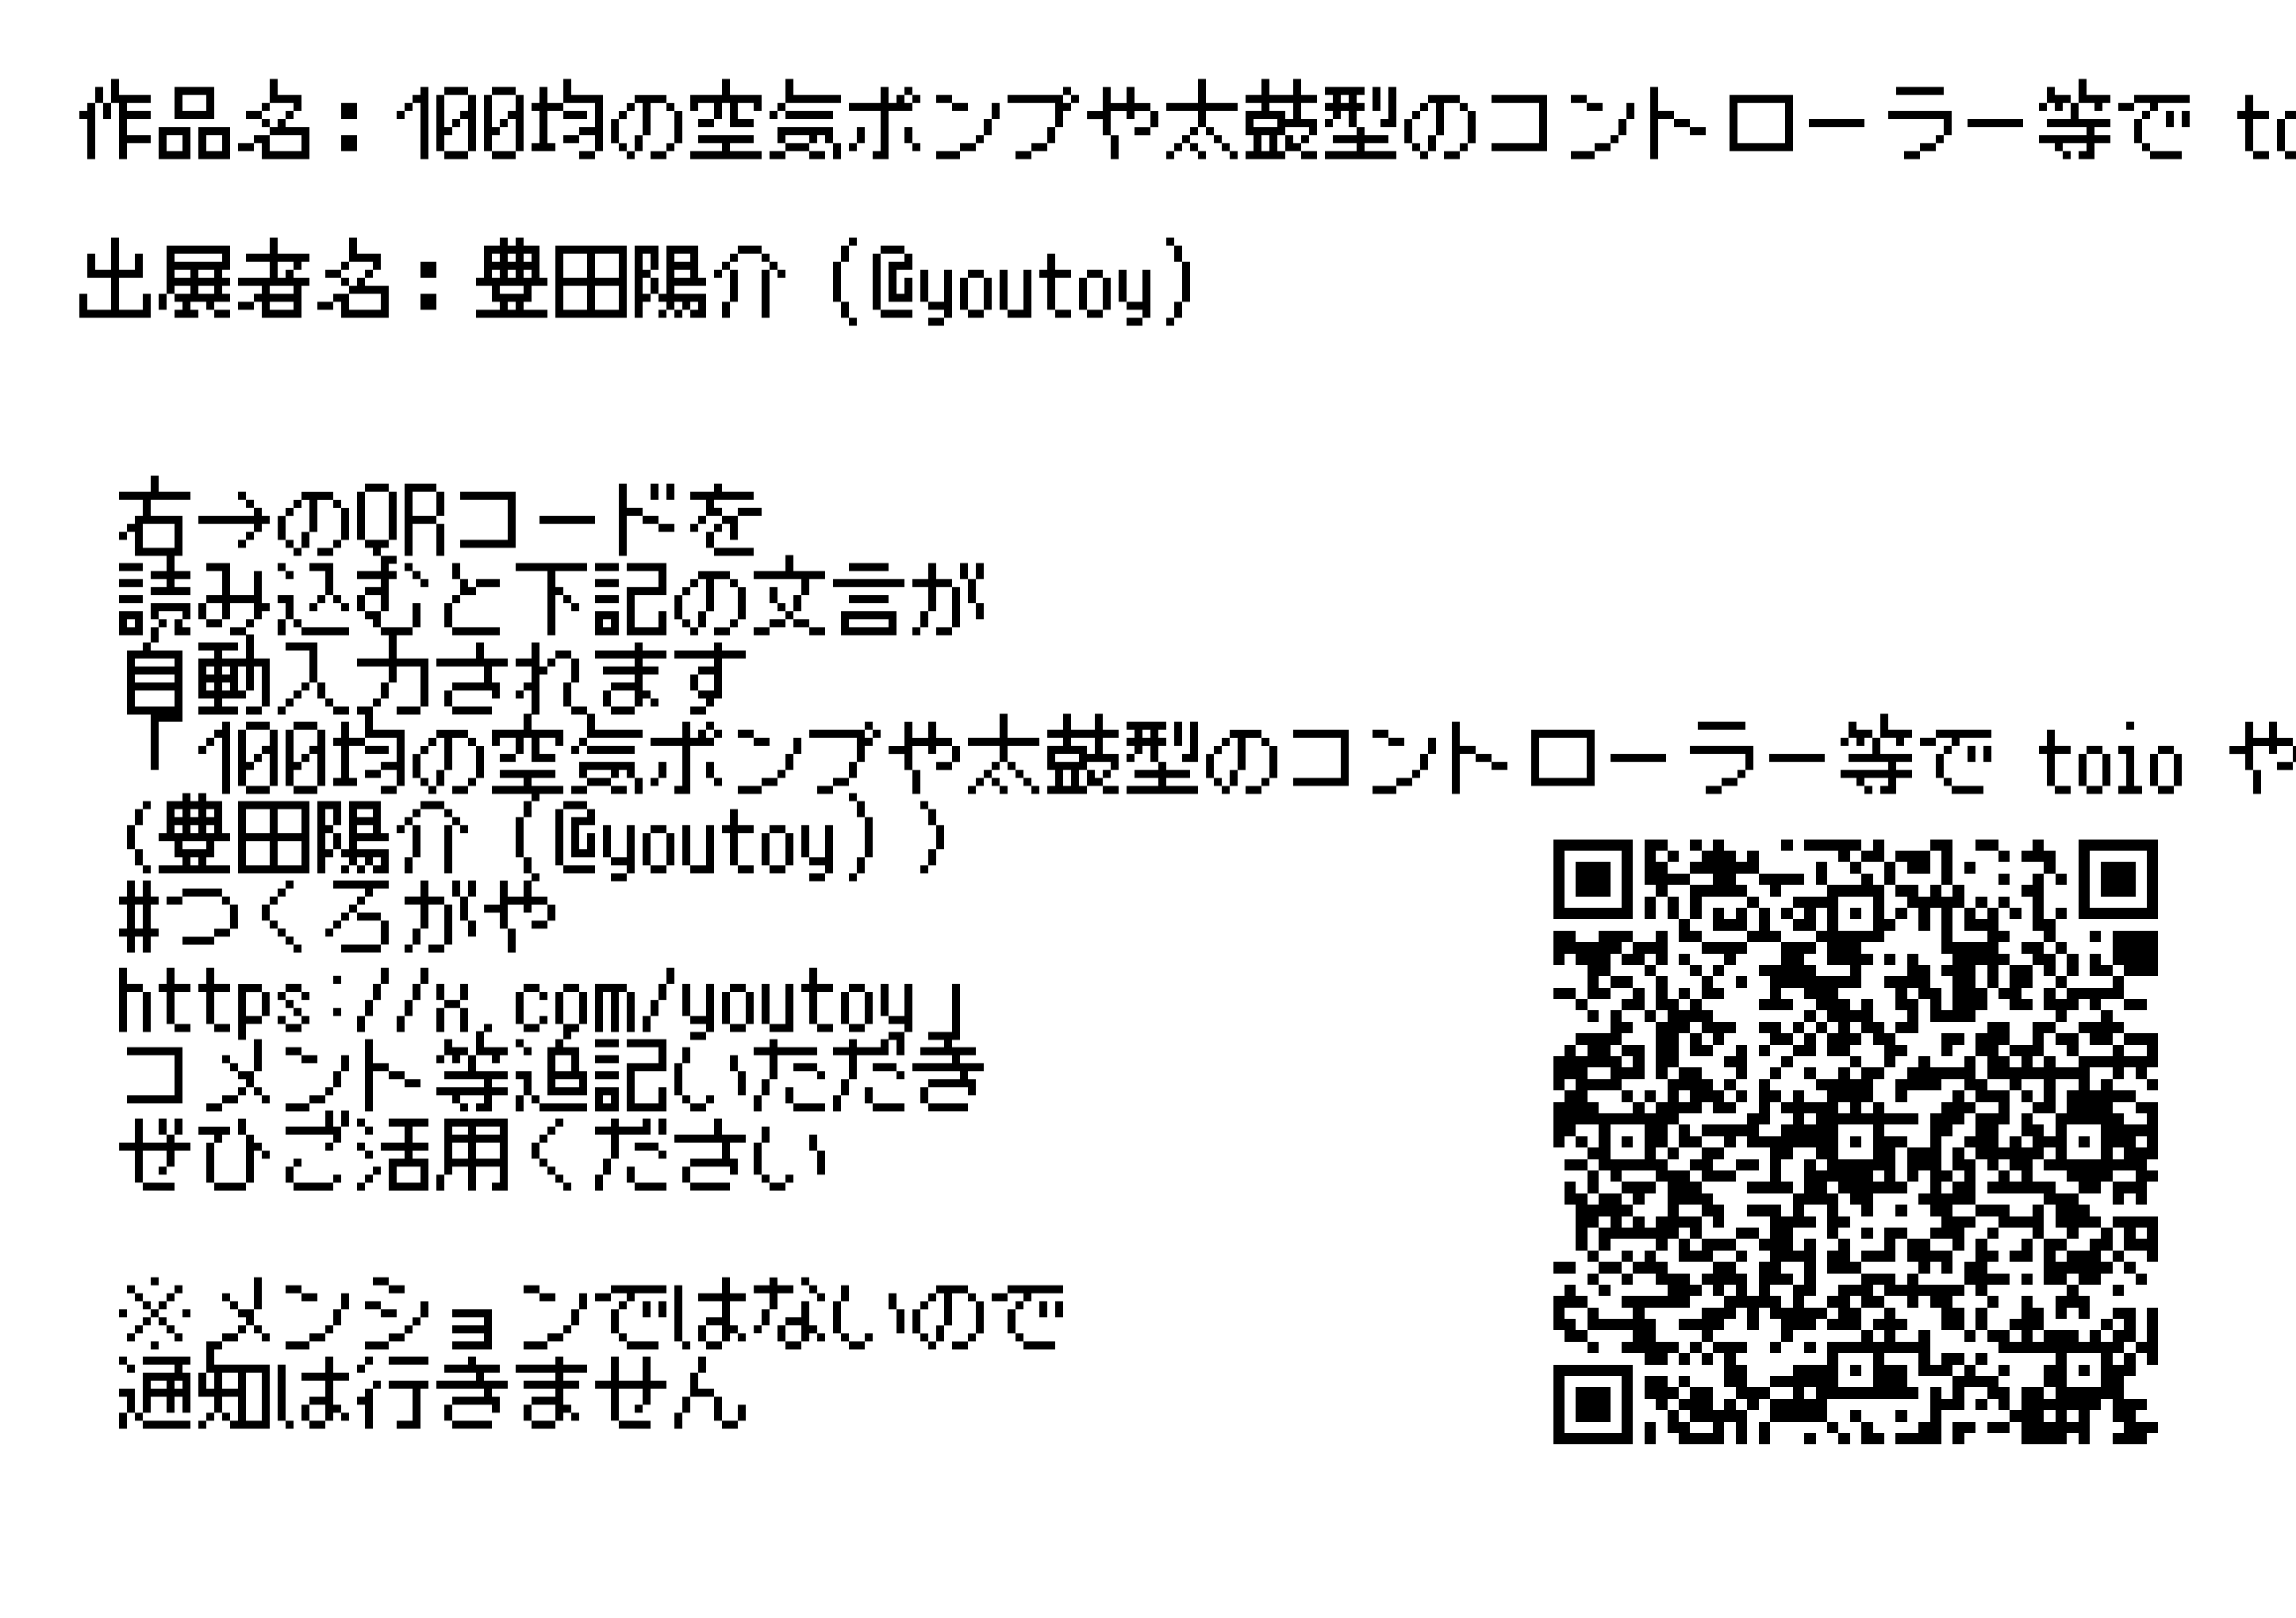 作品名：100均の空気ポンプや太鼓型のコントローラー等で to
出展者名：豊田陽介（@youtoy）
右→のQRコードを
読み込むと下記の文言が
自動入力されます
「100均の空気ポンプや太鼓型のコントローラー等で toio や
(豊田陽介（@youtoy））
#つくろがや
https://x.com/youtoy」
コメント等追記いただき
ぜひご活用ください
※メンションではないので
通知は行きません